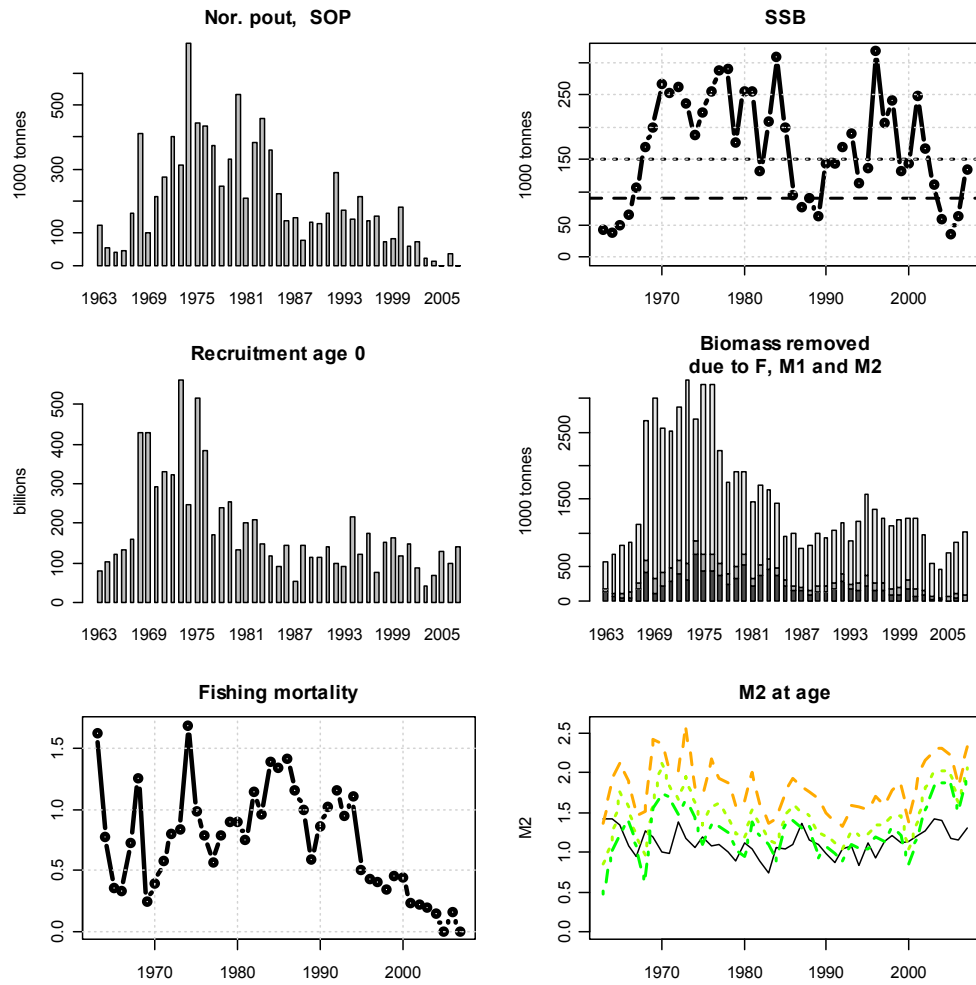 Nor. pout, SOP
1000 tonnes
0 100 300 500
1963 1969 1975 1981 1987 1993 1999 2005
SSB
1000 tonnes
0 50 150 250
1970 1980 1990 2000
Recruitment age 0
billions
0 100 200 300 400 500
1963 1969 1975 1981 1987 1993 1999 2005
Biomass removed
due to F, M1 and M2
1000 tonnes
0 500 1500 2500
1963 1969 1975 1981 1987 1993 1999 2005
Fishing mortality
0.0 0.5 1.0 1.5
1970 1980 1990 2000
M2 at age
M2
0.0 0.5 1.0 1.5 2.0 2.5
1970 1980 1990 2000